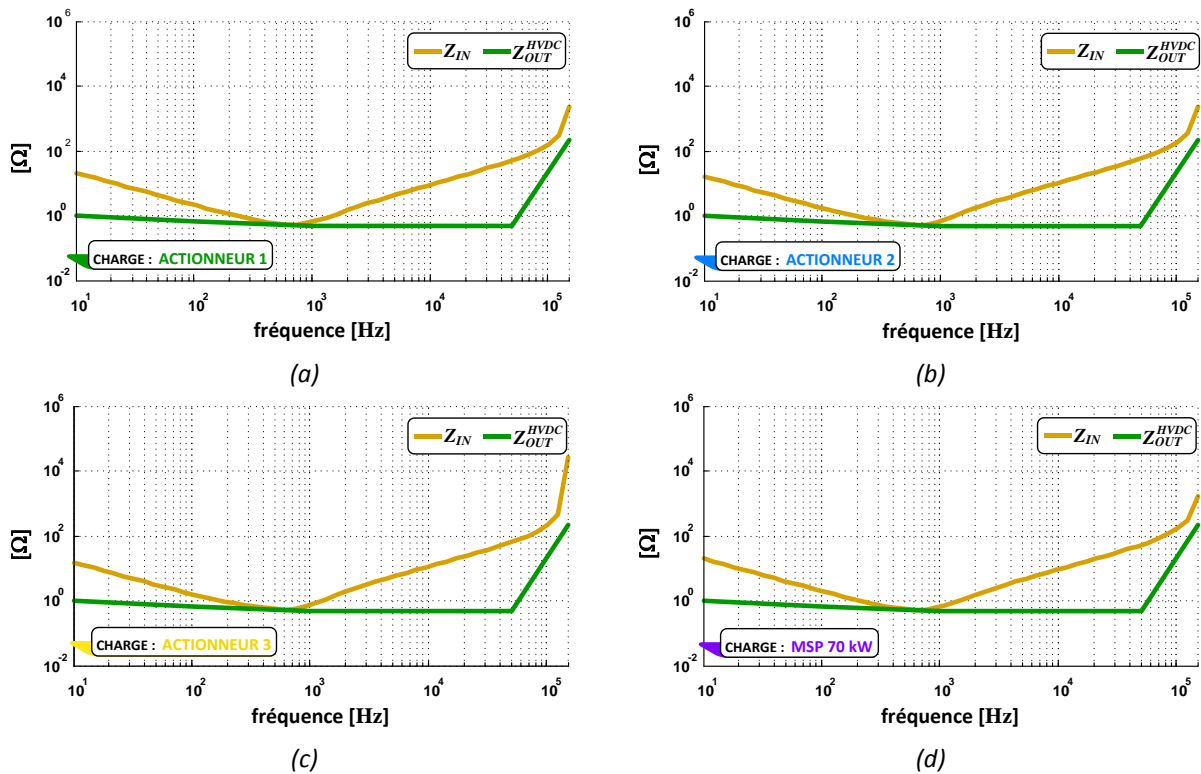 10^6
10^4
10^2
10^0
10^-2
[Ω]
Z_IN Z_OUT^HVDC
CHARGE : ACTIONNEUR 1
10^1 10^2 10^3 10^4 10^5
fréquence [Hz]
(a)
10^6
10^4
10^2
10^0
10^-2
[Ω]
Z_IN Z_OUT^HVDC
CHARGE : ACTIONNEUR 2
10^1 10^2 10^3 10^4 10^5
fréquence [Hz]
(b)
10^6
10^4
10^2
10^0
10^-2
[Ω]
Z_IN Z_OUT^HVDC
CHARGE : ACTIONNEUR 3
10^1 10^2 10^3 10^4 10^5
fréquence [Hz]
(c)
10^6
10^4
10^2
10^0
10^-2
[Ω]
Z_IN Z_OUT^HVDC
CHARGE : MSP 70 kW
10^1 10^2 10^3 10^4 10^5
fréquence [Hz]
(d)